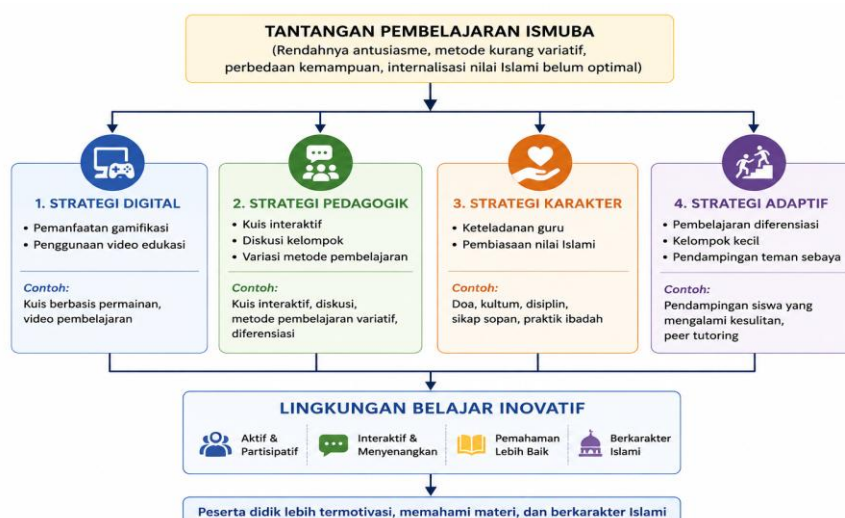 TANTANGAN PEMBELAJARAN ISMUBA
(Rendahnya antusiasme, metode kurang variatif,
perbedaan kemampuan, internalisasi nilai Islami belum optimal)
1. STRATEGI DIGITAL
• Pemanfaatan gamifikasi
• Penggunaan video edukasi
Contoh:
Kuis berbasis permainan,
video pembelajaran
2. STRATEGI PEDAGOGIK
• Kuis interaktif
• Diskusi kelompok
• Variasi metode pembelajaran
Contoh:
Kuis interaktif, diskusi,
metode pembelajaran variatif,
diferensiasi
3. STRATEGI KARAKTER
• Keteladanan guru
• Pembiasaan nilai Islami
Contoh:
Doa, kultum, disiplin,
sikap sopan, praktik ibadah
4. STRATEGI ADAPTIF
• Pembelajaran diferensiasi
• Kelompok kecil
• Pendampingan teman sebaya
Contoh:
Pendampingan siswa yang
mengalami kesulitan,
peer tutoring
LINGKUNGAN BELAJAR INOVATIF
Aktif &
Partisipatif
Interaktif &
Menyenangkan
Pemahaman
Lebih Baik
Berkarakter
Islami
Peserta didik lebih termotivasi, memahami materi, dan berkarakter Islami